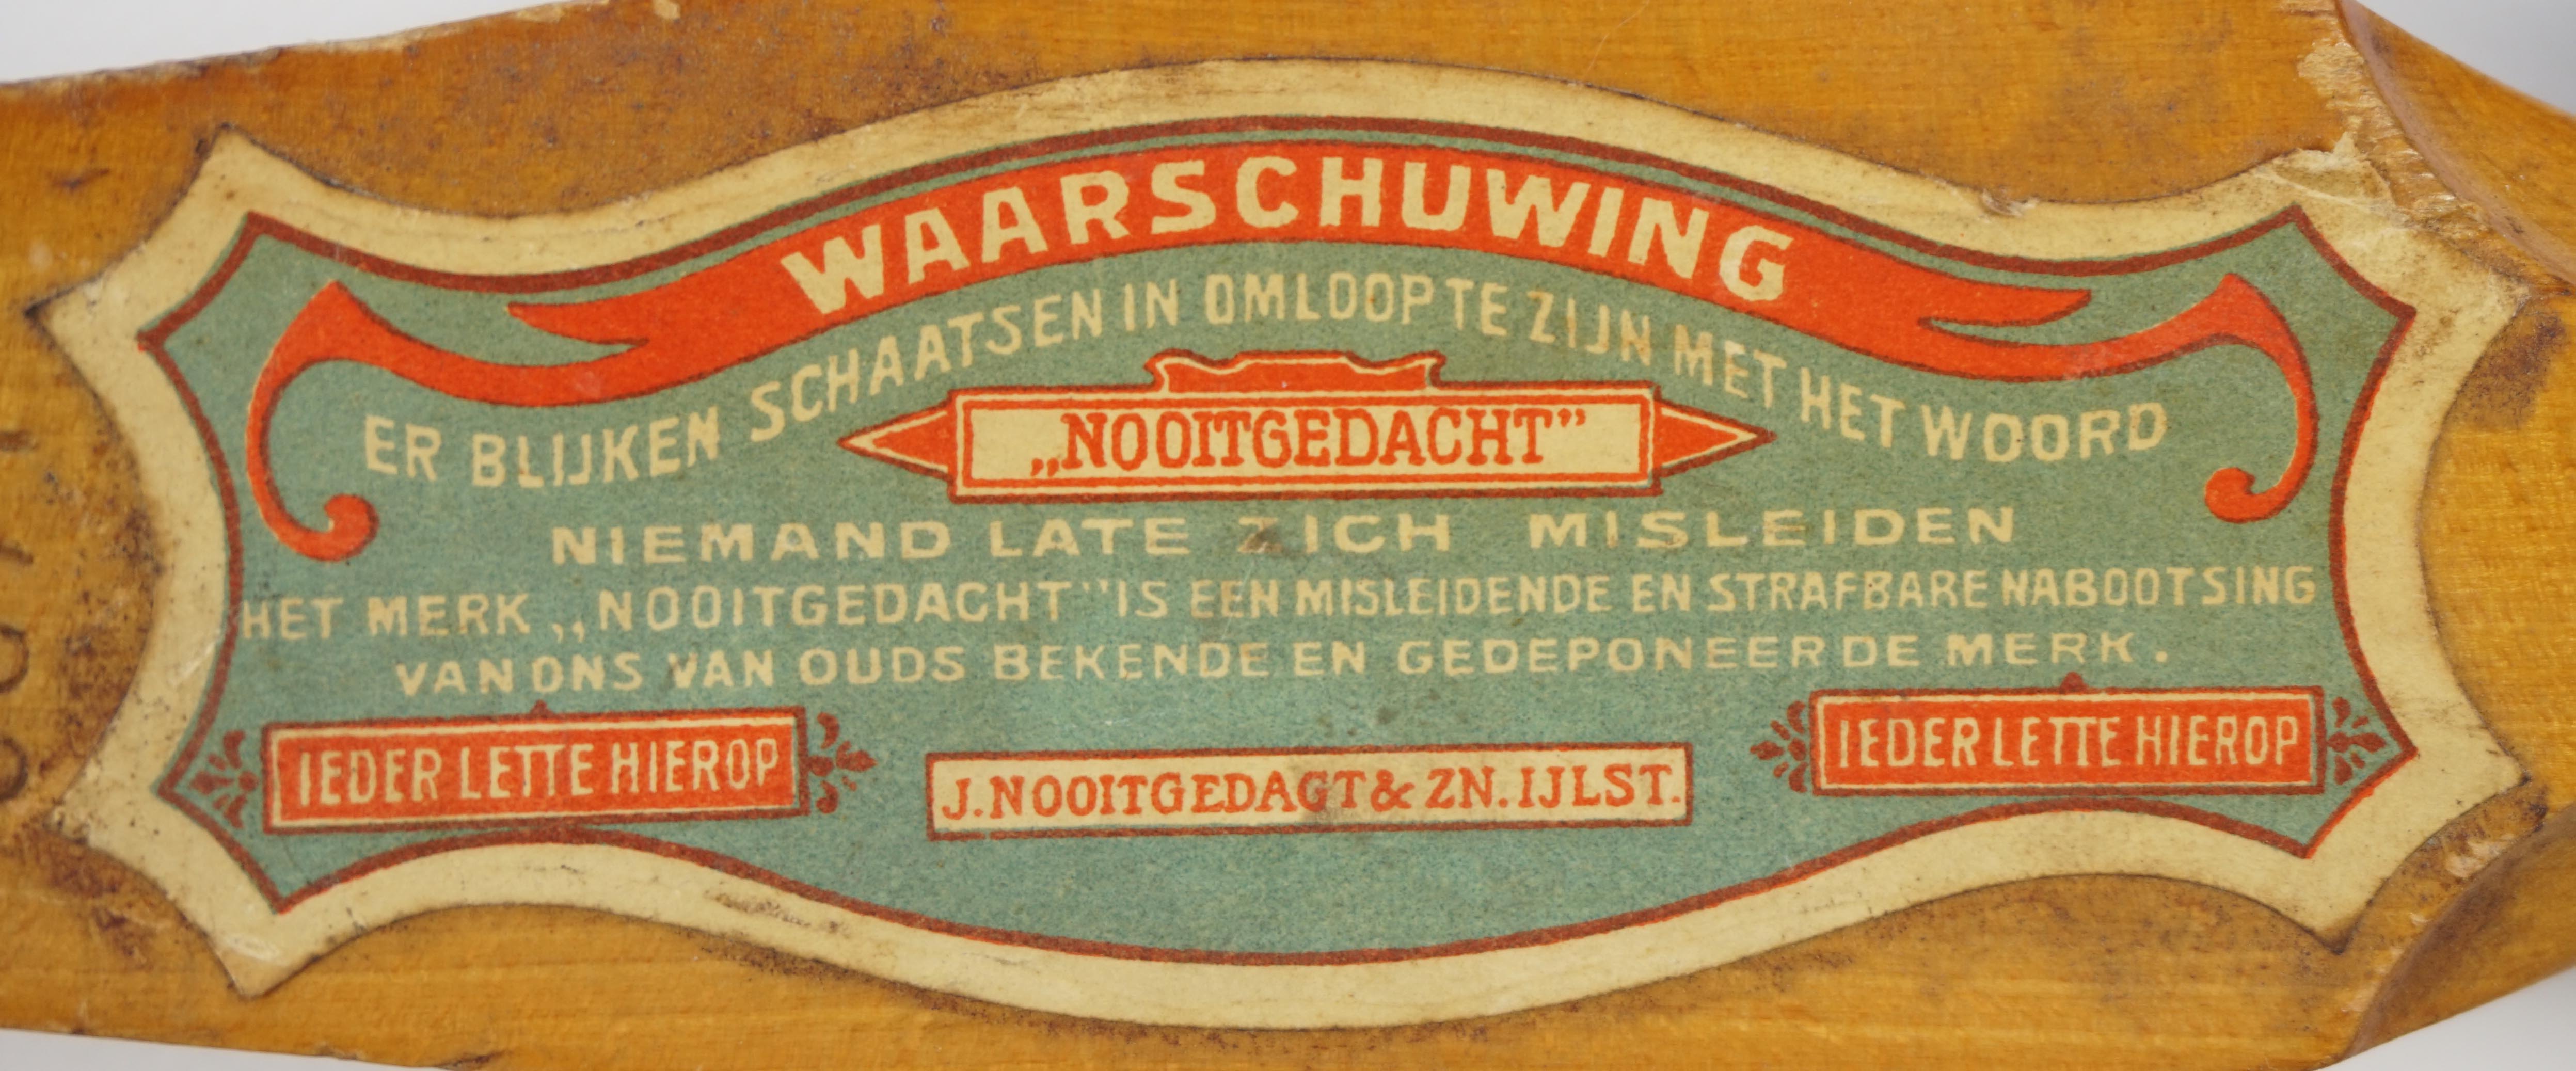 WAARSCHUWING
ER BLIJKEN SCHAATSEN IN OMLOOP TE ZIJN MET HET WOORD
„NOOITGEDACHT”
NIEMAND LATE ZICH MISLEIDEN
HET MERK „NOOITGEDACHT” IS EEN MISLEIDENDE EN STRAFBARE NABOOTSING
VAN ONS VAN OUDS BEKENDE EN GEDEPONEERDE MERK.
IEDER LETTE HIEROP
J. NOOITGEDAGT & ZN. IJLST.
IEDER LETTE HIEROP